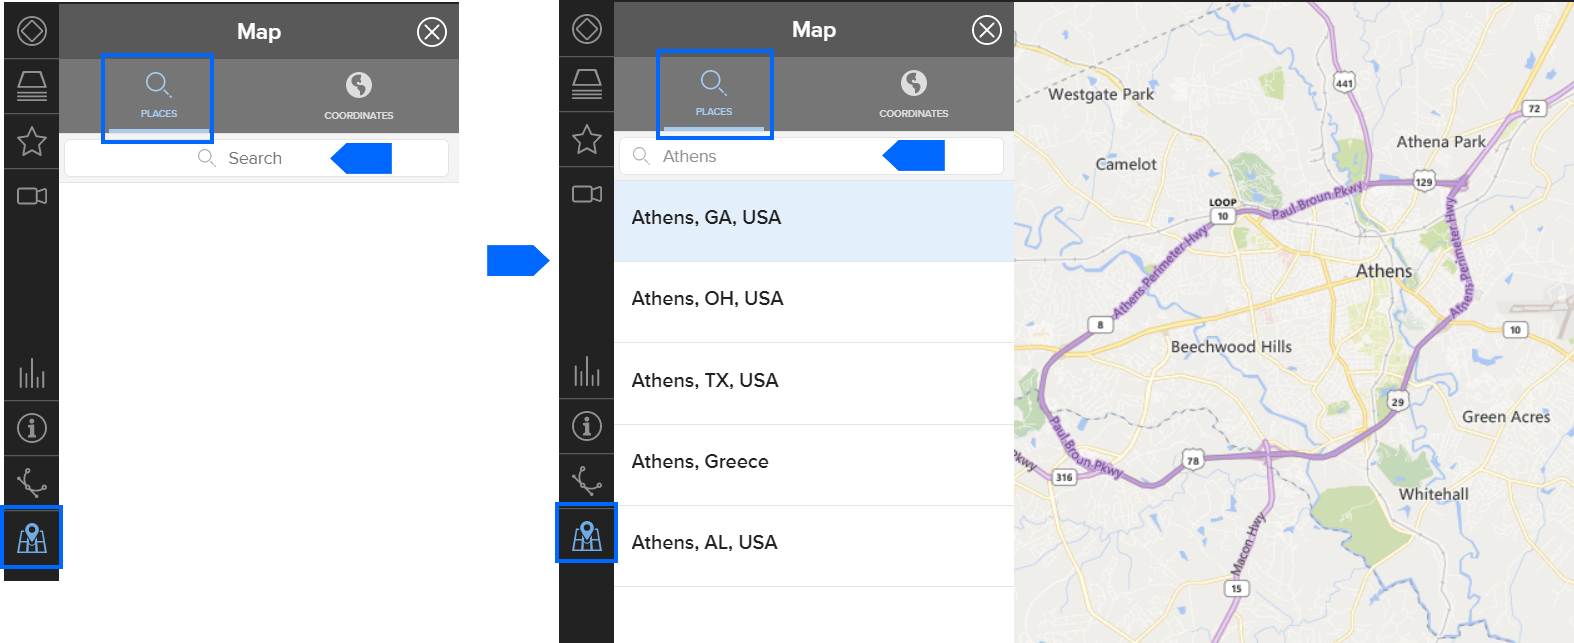 Map
PLACES
COORDINATES
Search
Map
PLACES
COORDINATES
Athens
Athens, GA, USA
Athens, OH, USA
Athens, TX, USA
Athens, Greece
Athens, AL, USA
441
Westgate Park
72
Athena Park
Camelot
129
Paul Broun Pkwy
LOOP
10
Athens Perimeter Hwy
Athens Perimeter Hwy
Athens
8
10
Beechwood Hills
29
Green Acres
Paul Broun Pkwy
78
Pkwy
316
Whitehall
Macon Hwy
15